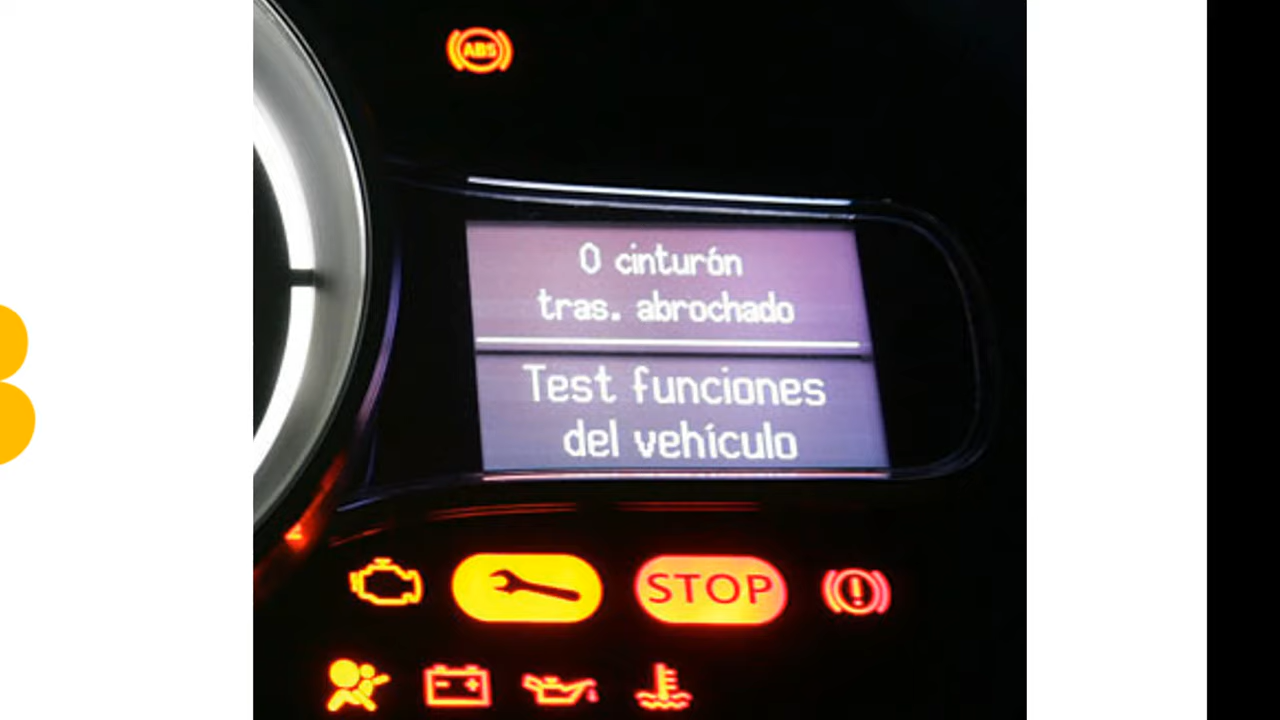 ABS
0 cinturón
tras. abrochado
Test funciones
del vehículo
STOP